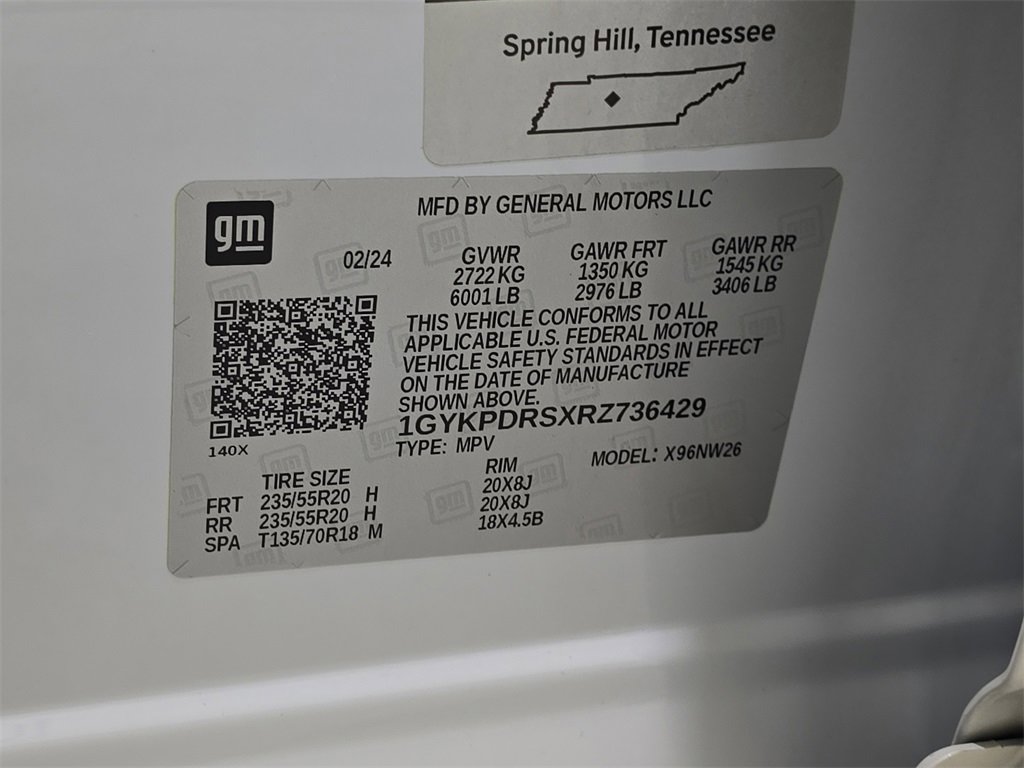 Spring Hill, Tennessee
gm
MFD BY GENERAL MOTORS LLC
02/24
GVWR GAWR FRT GAWR RR
2722 KG 1350 KG 1545 KG
6001 LB 2976 LB 3406 LB
THIS VEHICLE CONFORMS TO ALL
APPLICABLE U.S. FEDERAL MOTOR
VEHICLE SAFETY STANDARDS IN EFFECT
ON THE DATE OF MANUFACTURE
SHOWN ABOVE.
1GYKPDRSXRZ736429
TYPE: MPV MODEL: X96NW26
140X
TIRE SIZE RIM
FRT 235/55R20 H 20X8J
RR 235/55R20 H 20X8J
SPA T135/70R18 M 18X4.5B